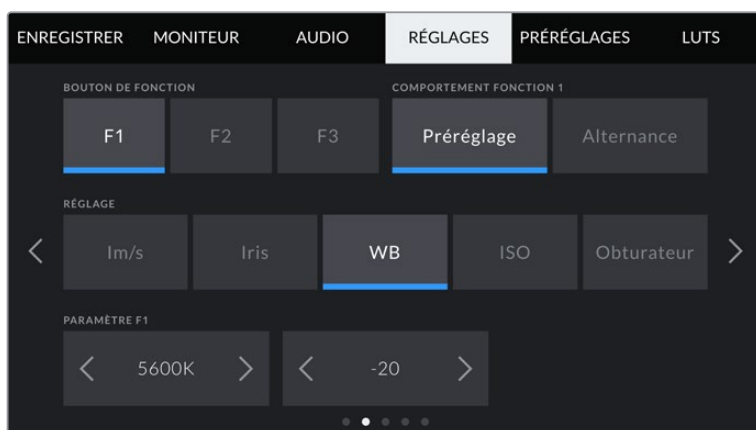 ENREGISTRER MONITEUR AUDIO RÉGLAGES PRÉRÉGLAGES LUTS
BOUTON DE FONCTION COMPORTEMENT FONCTION 1
F1 F2 F3 Préréglage Alternance
RÉGLAGE
Im/s Iris WB ISO Obturateur
PARAMÈTRE F1
5600K -20